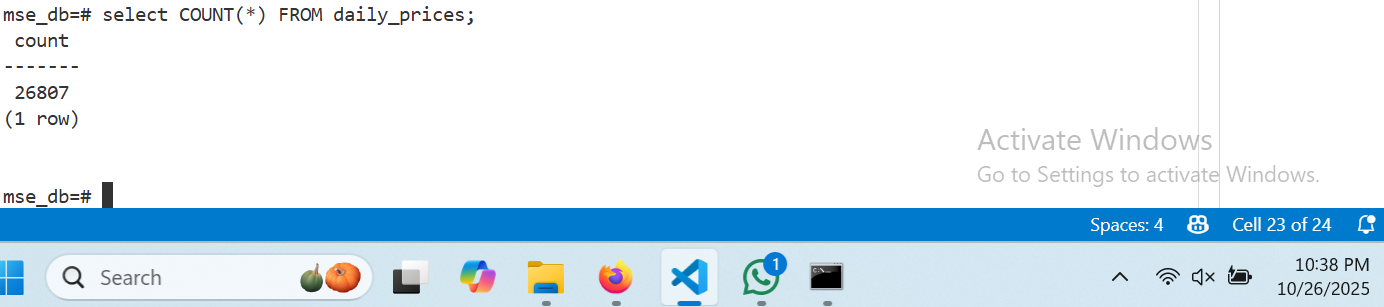 mse_db=# select COUNT(*) FROM daily_prices;
count
-------
26807
(1 row)
mse_db=#
Activate Windows
Go to Settings to activate Windows.
Spaces: 4 Cell 23 of 24
Search 1 10:38 PM
10/26/2025